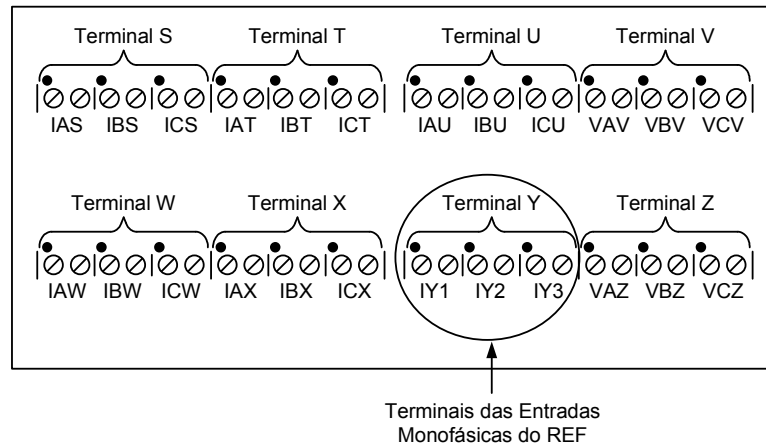 Terminal S Terminal T Terminal U Terminal V
IAS IBS ICS IAT IBT ICT IAU IBU ICU VAV VBV VCV
Terminal W Terminal X Terminal Y Terminal Z
IAW IBW ICW IAX IBX ICX IY1 IY2 IY3 VAZ VBZ VCZ
Terminais das Entradas
Monofásicas do REF